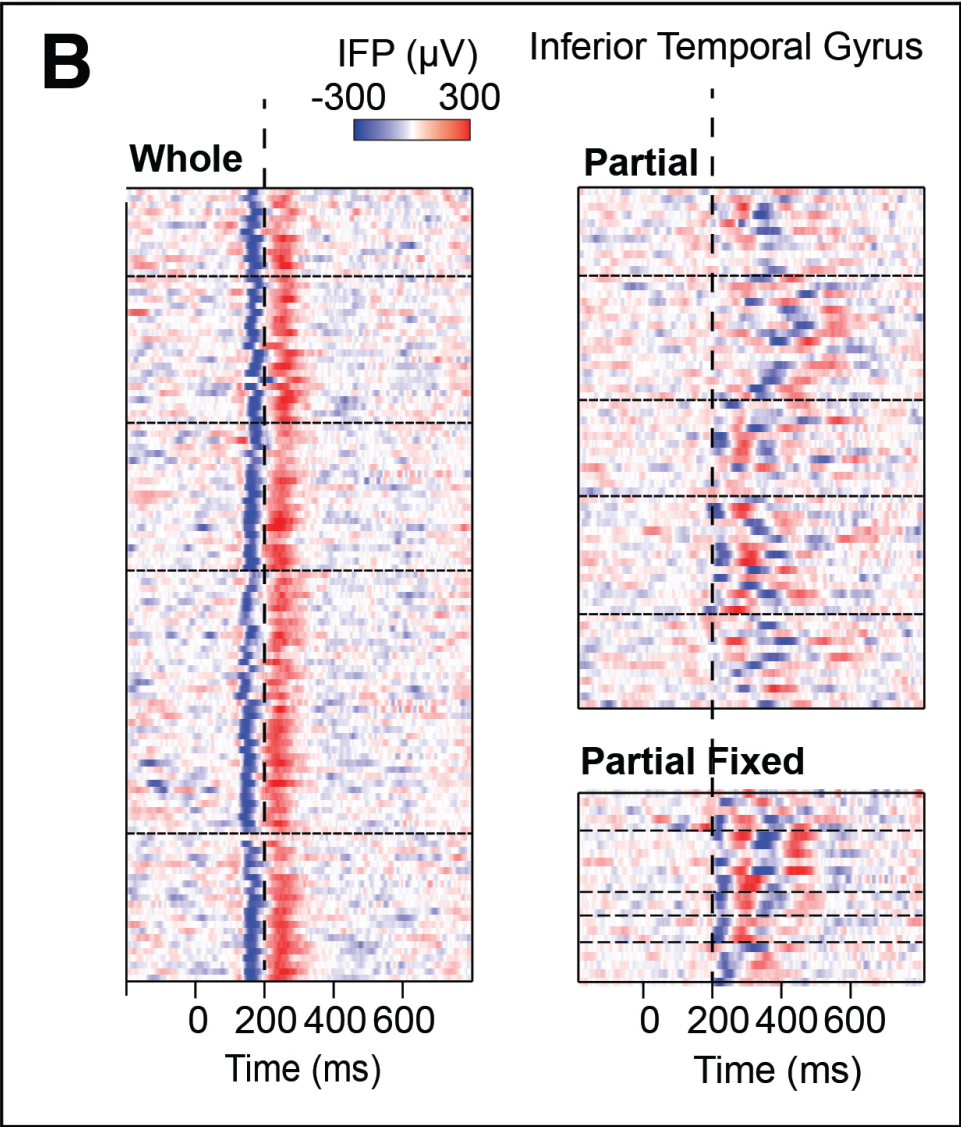 B
IFP (µV)
-300 300
Inferior Temporal Gyrus
Whole
Partial
Partial Fixed
0 200 400 600
Time (ms)
0 200 400 600
Time (ms)